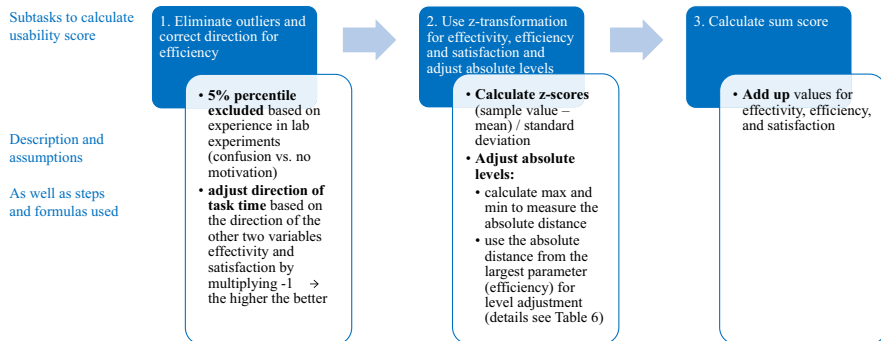 Subtasks to calculate
usability score
1. Eliminate outliers and
correct direction for
efficiency
2. Use z-transformation
for effectivity, efficiency
and satisfaction and
adjust absolute levels
3. Calculate sum score
Description and
assumptions
As well as steps
and formulas used
• 5% percentile
excluded based on
experience in lab
experiments
(confusion vs. no
motivation)
• adjust direction of
task time based on
the direction of the
other two variables
effectivity and
satisfaction by
multiplying -1 →
the higher the better
• Calculate z-scores
(sample value –
mean) / standard
deviation
• Adjust absolute
levels:
• calculate max and
min to measure the
absolute distance
• use the absolute
distance from the
largest parameter
(efficiency) for
level adjustment
(details see Table 6)
• Add up values for
effectivity, efficiency,
and satisfaction